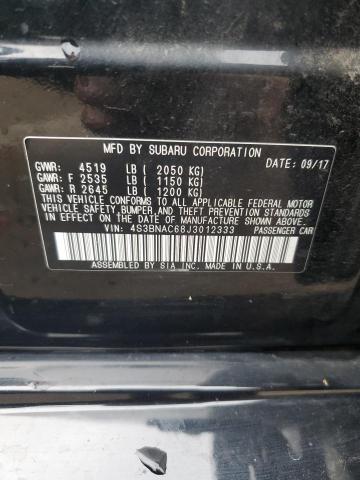 MFD BY SUBARU CORPORATION
GVWR: 4519 LB ( 2050 KG) DATE: 09/17
GAWR: F 2535 LB ( 1150 KG)
GAWR: R 2645 LB ( 1200 KG)
THIS VEHICLE CONFORMS TO ALL APPLICABLE FEDERAL MOTOR
VEHICLE SAFETY, BUMPER, AND THEFT PREVENTION STANDARDS
IN EFFECT ON THE DATE OF MANUFACTURE SHOWN ABOVE.
VIN: 4S3BNAC68J3012333 PASSENGER CAR
ASSEMBLED BY SIA INC. MADE IN U.S.A.